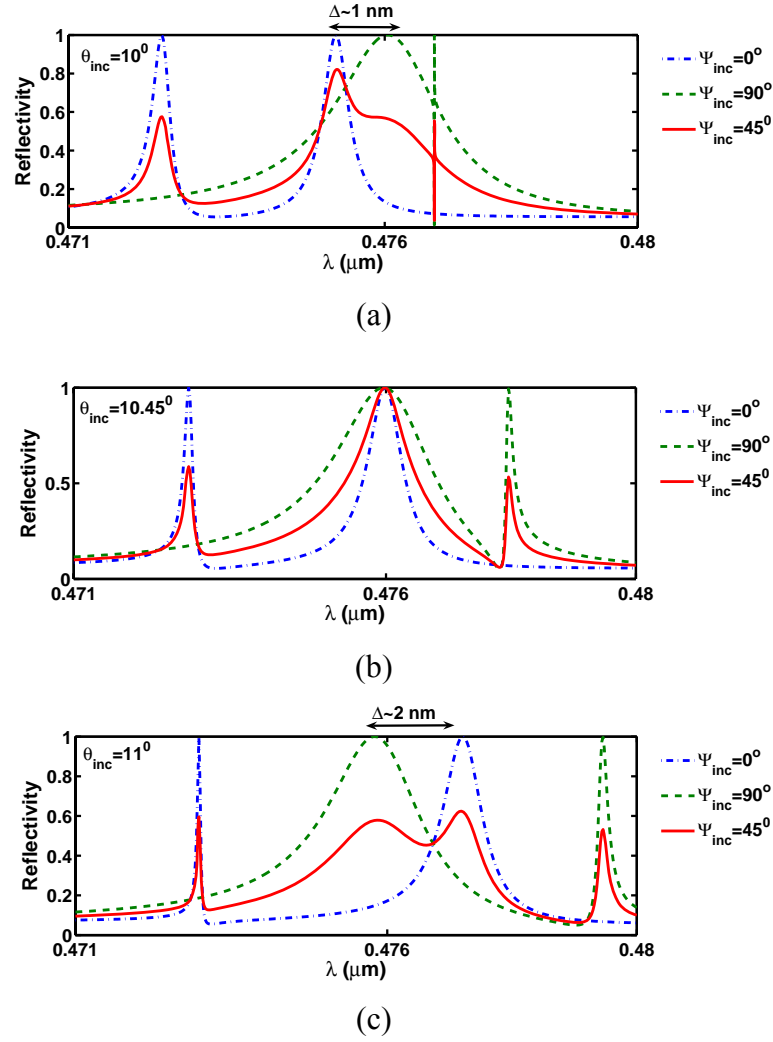 Δ~1 nm
θinc=10⁰
1
0.8
0.6
0.4
0.2
0
Reflectivity
0.471
0.476
0.48
λ (μm)
Ψinc=0°
Ψinc=90°
Ψinc=45⁰
(a)
θinc=10.45⁰
1
0.5
0
Reflectivity
0.471
0.476
0.48
λ (μm)
Ψinc=0°
Ψinc=90°
Ψinc=45⁰
(b)
Δ~2 nm
θinc=11⁰
1
0.8
0.6
0.4
0.2
0
Reflectivity
0.471
0.476
0.48
λ (μm)
Ψinc=0°
Ψinc=90°
Ψinc=45⁰
(c)